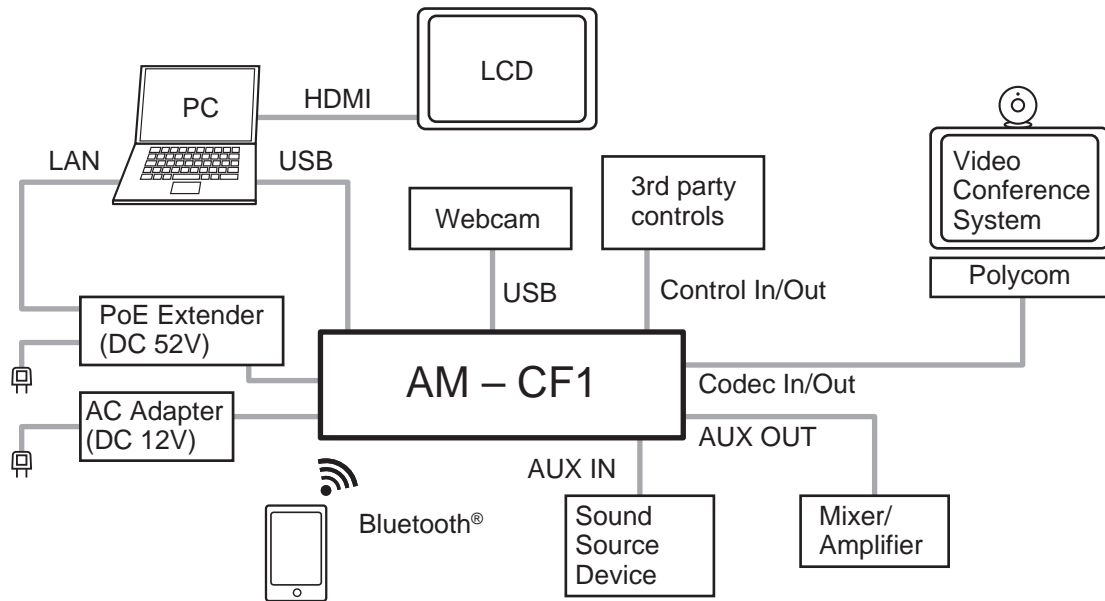 LCD
PC
HDMI
LAN
USB
Webcam
3rd party
controls
Video
Conference
System
Polycom
USB
Control In/Out
PoE Extender
(DC 52V)
AM – CF1
Codec In/Out
AC Adapter
(DC 12V)
AUX OUT
AUX IN
Bluetooth®
Sound
Source
Device
Mixer/
Amplifier